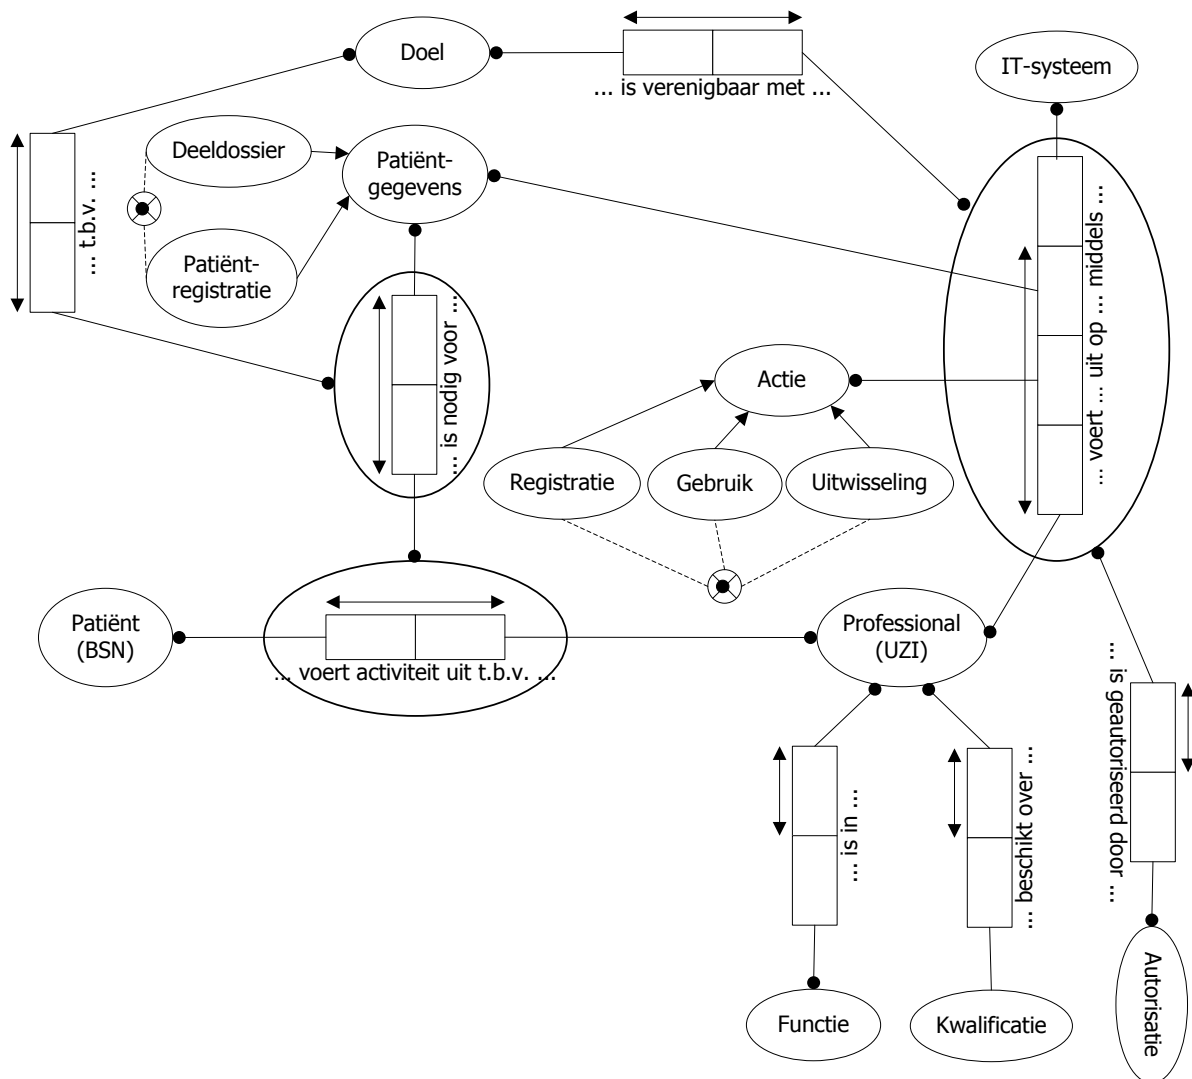 Doel
... is verenigbaar met ...
IT-systeem
Deeldossier
Patiënt-
gegevens
... t.b.v. ...
Patiënt-
registratie
... is nodig voor ...
Actie
... voert ... uit op ... middels ...
Registratie
Gebruik
Uitwisseling
Patiënt
(BSN)
... voert activiteit uit t.b.v. ...
Professional
(UZI)
... is in ...
... beschikt over ...
... is geautoriseerd door ...
Functie
Kwalificatie
Autorisatie